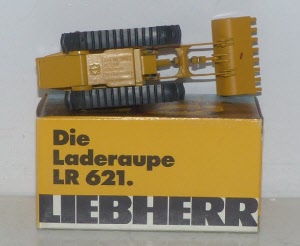 Die
Laderaupe
LR 621.
LIEBHERR